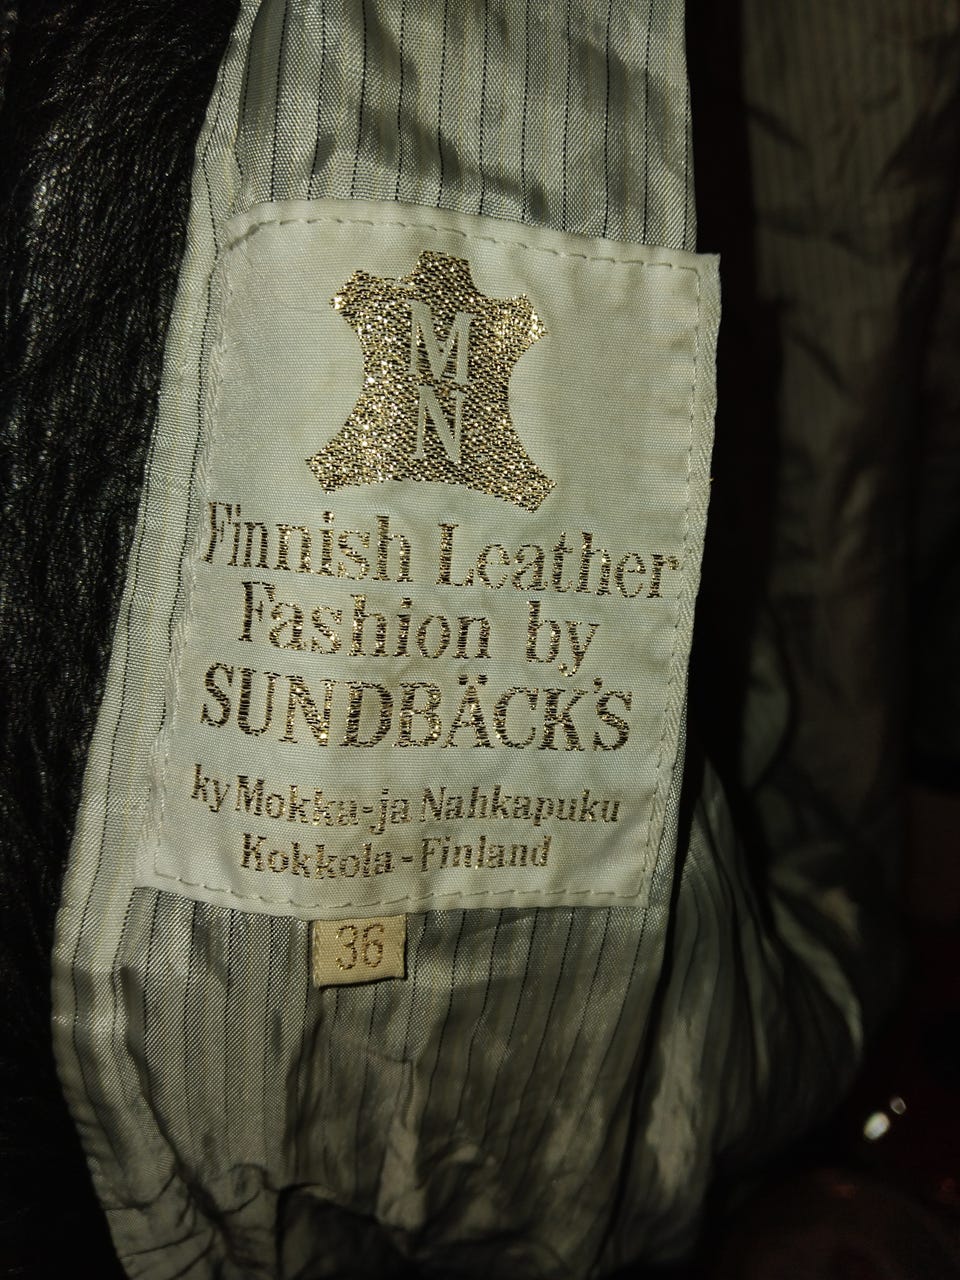 M
N
Finnish Leather
Fashion by
SUNDBÄCK'S
ky Mokka-ja Nahkapuku
Kokkola - Finland
36